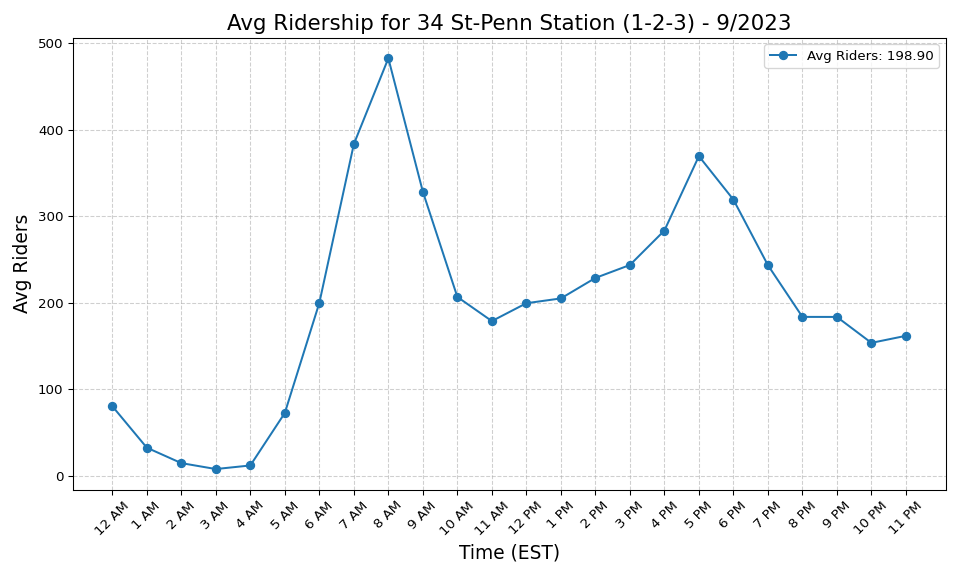 Avg Ridership for 34 St-Penn Station (1-2-3) - 9/2023
Avg Riders: 198.90
Avg Riders
500
400
300
200
100
0
12 AM
1 AM
2 AM
3 AM
4 AM
5 AM
6 AM
7 AM
8 AM
9 AM
10 AM
11 AM
12 PM
1 PM
2 PM
3 PM
4 PM
5 PM
6 PM
7 PM
8 PM
9 PM
10 PM
11 PM
Time (EST)